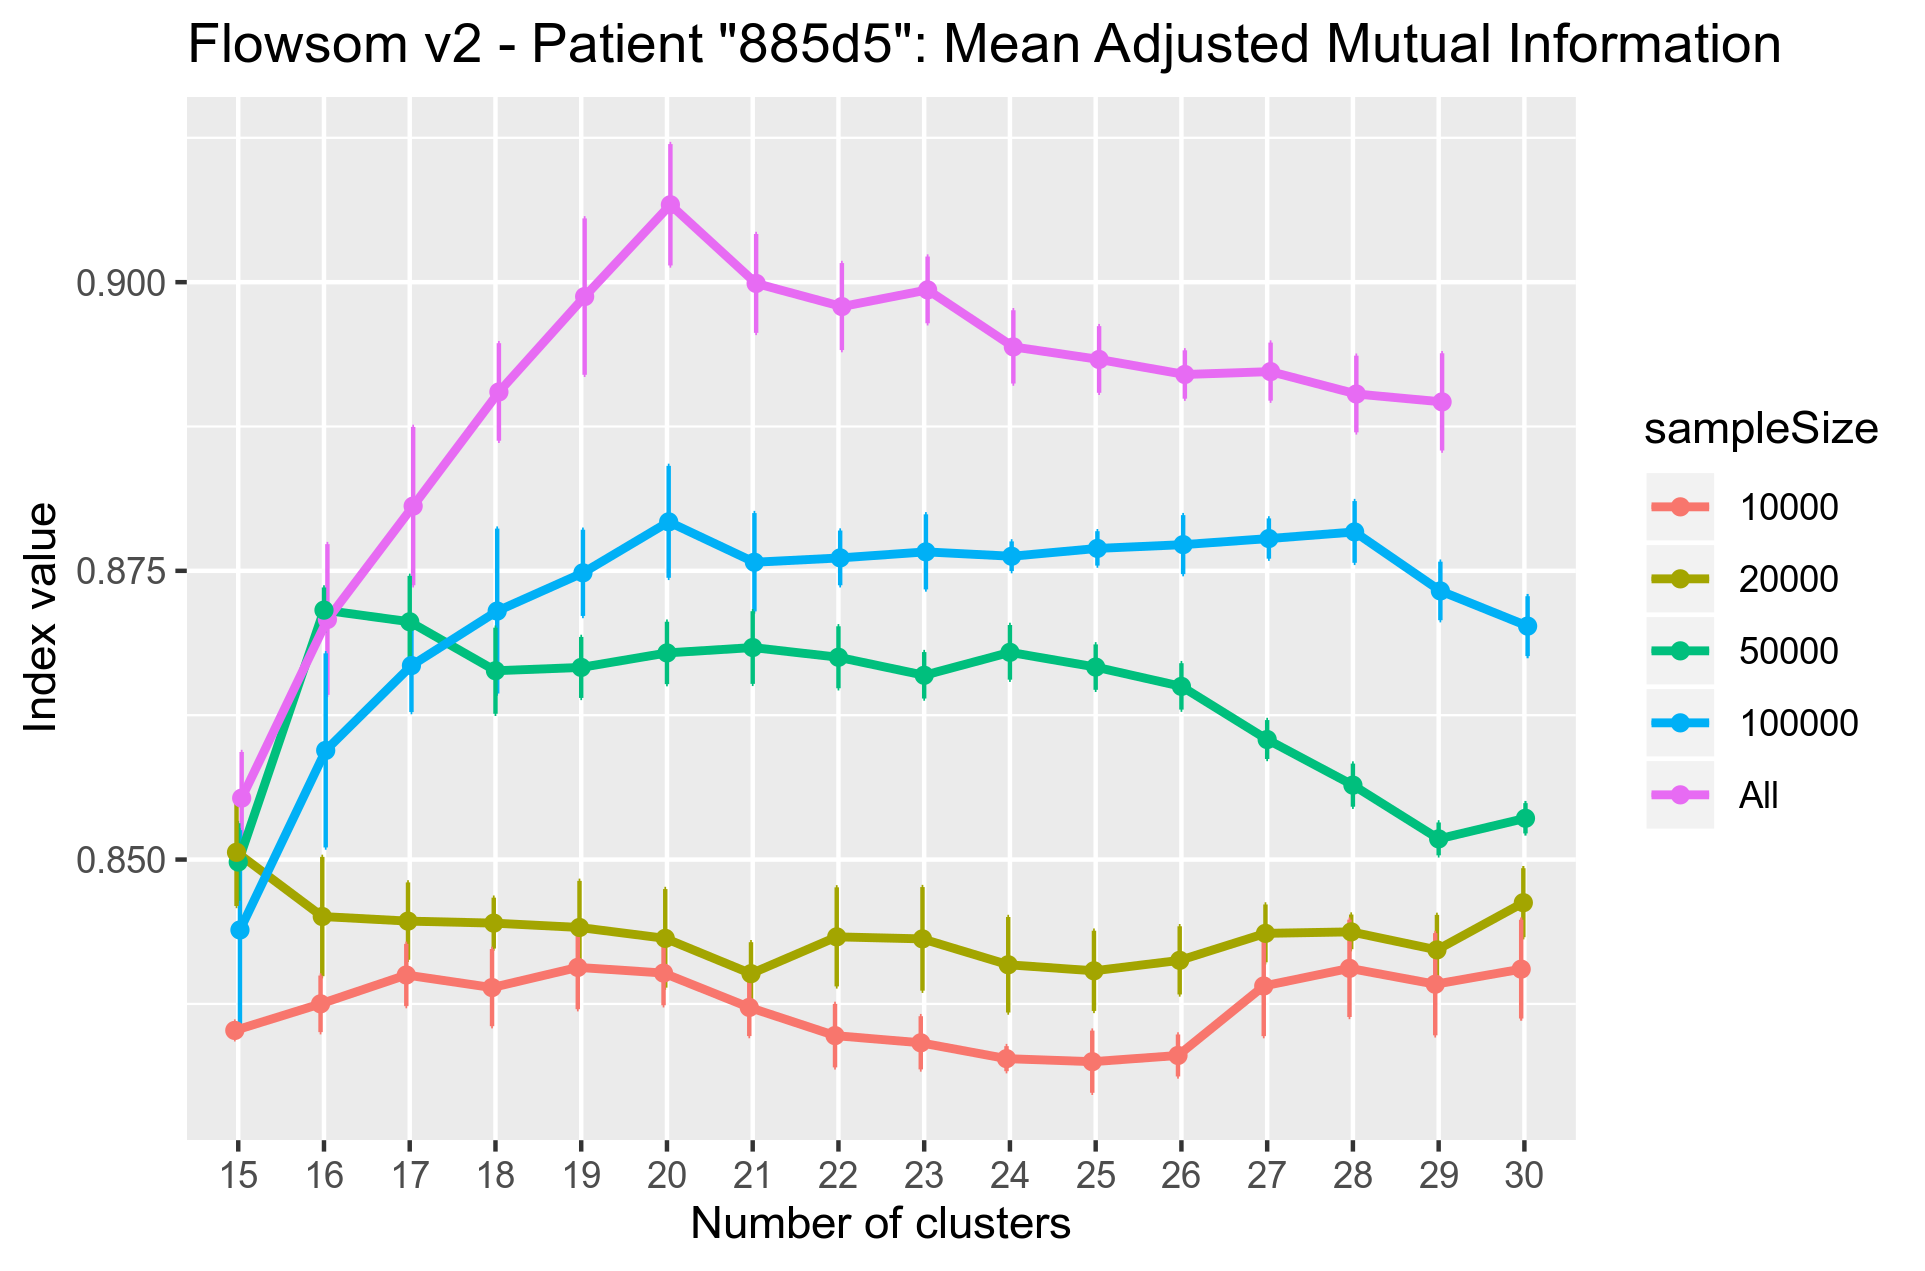 Flowsom v2 - Patient "885d5": Mean Adjusted Mutual Information
0.900
0.875
0.850
Index value
15 16 17 18 19 20 21 22 23 24 25 26 27 28 29 30
Number of clusters
sampleSize
10000
20000
50000
100000
All